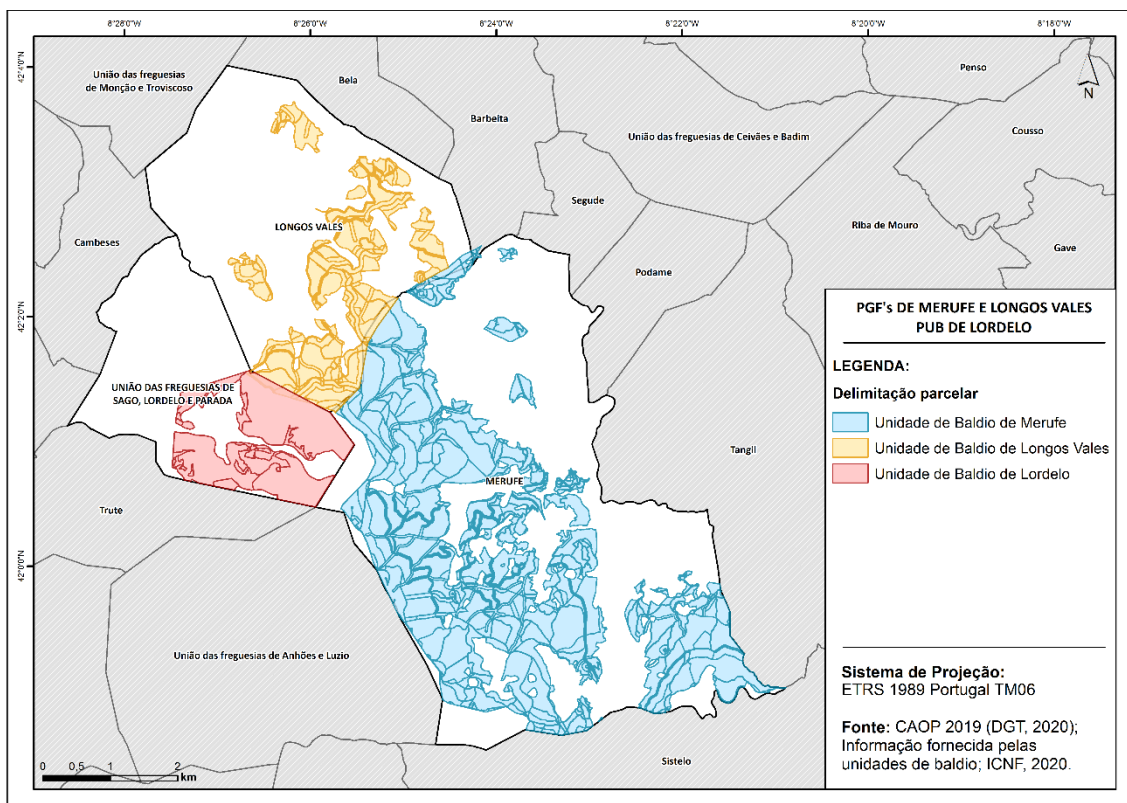 8°28'0"W
8°26'0"W
8°24'0"W
8°22'0"W
8°20'0"W
8°18'0"W
42°4'0"N
42°2'0"N
42°0'0"N
União das freguesias
de Monção e Troviscoso
Bela
Barbeita
Penso
União das freguesias de Ceivães e Badim
Cousso
N
Segude
Riba de Mouro
Gave
Cambeses
LONGOS VALES
Podame
UNIÃO DAS FREGUESIAS DE
SAGO, LORDELO E PARADA
Tangil
MERUFE
Trute
União das freguesias de Anhões e Luzio
Sistelo
0 0,5 1 2
km
PGF's DE MERUFE E LONGOS VALES
PUB DE LORDELO
LEGENDA:
Delimitação parcelar
Unidade de Baldio de Merufe
Unidade de Baldio de Longos Vales
Unidade de Baldio de Lordelo
Sistema de Projeção:
ETRS 1989 Portugal TM06
Fonte: CAOP 2019 (DGT, 2020);
Informação fornecida pelas
unidades de baldio; ICNF, 2020.